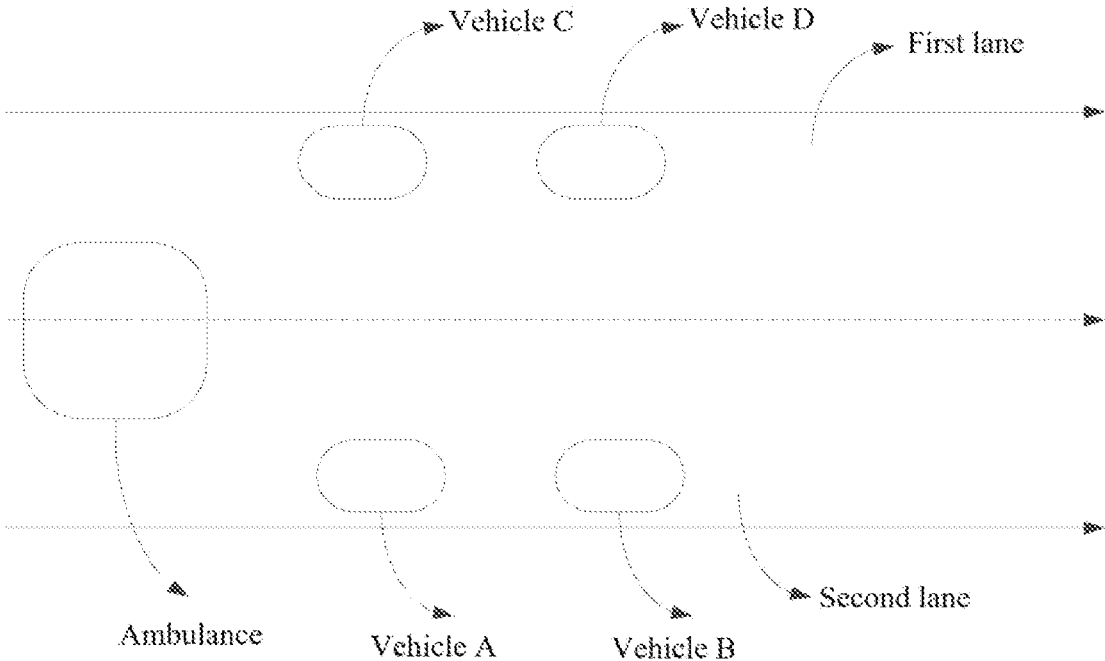 Vehicle C
Vehicle D
First lane
Second lane
Ambulance
Vehicle A
Vehicle B